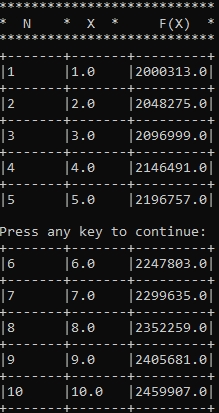 ***************************
*  N    *  X  *     F(X)  *
***************************
+-------+-------+---------+
|1      |1.0    |2000313.0|
+-------+-------+---------+
|2      |2.0    |2048275.0|
+-------+-------+---------+
|3      |3.0    |2096999.0|
+-------+-------+---------+
|4      |4.0    |2146491.0|
+-------+-------+---------+
|5      |5.0    |2196757.0|

Press any key to continue:
+-------+-------+---------+
|6      |6.0    |2247803.0|
+-------+-------+---------+
|7      |7.0    |2299635.0|
+-------+-------+---------+
|8      |8.0    |2352259.0|
+-------+-------+---------+
|9      |9.0    |2405681.0|
+-------+-------+---------+
|10     |10.0   |2459907.0|
+-------+-------+---------+